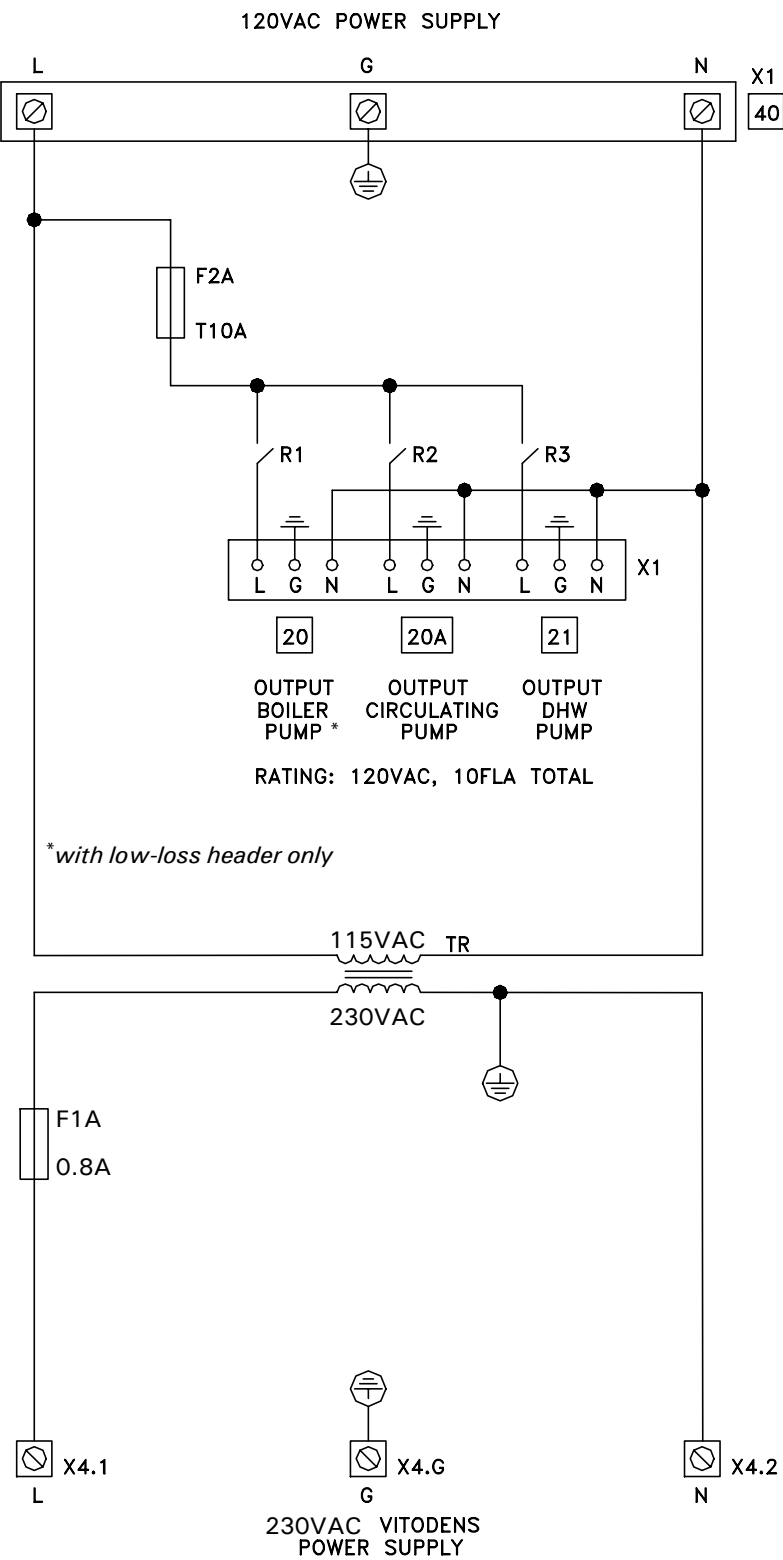 120VAC POWER SUPPLY
L G N
X1
40
F2A
T10A
R1 R2 R3
X1
L G N L G N L G N
20 20A 21
OUTPUT BOILER PUMP *
OUTPUT CIRCULATING PUMP
OUTPUT DHW PUMP
RATING: 120VAC, 10FLA TOTAL
*with low-loss header only
115VAC TR
230VAC
F1A
0.8A
X4.1 X4.G X4.2
L G N
230VAC VITODENS
POWER SUPPLY